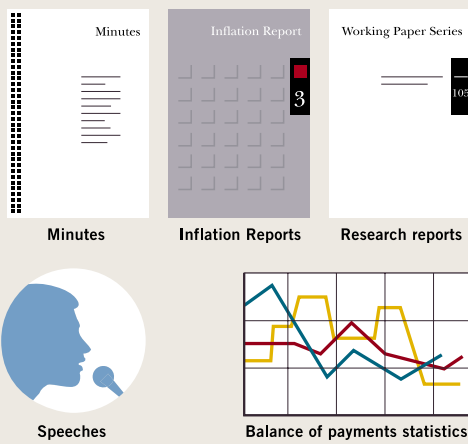 Minutes
Inflation Report
Working Paper Series
3
105
Minutes
Inflation Reports
Research reports
Speeches
Balance of payments statistics